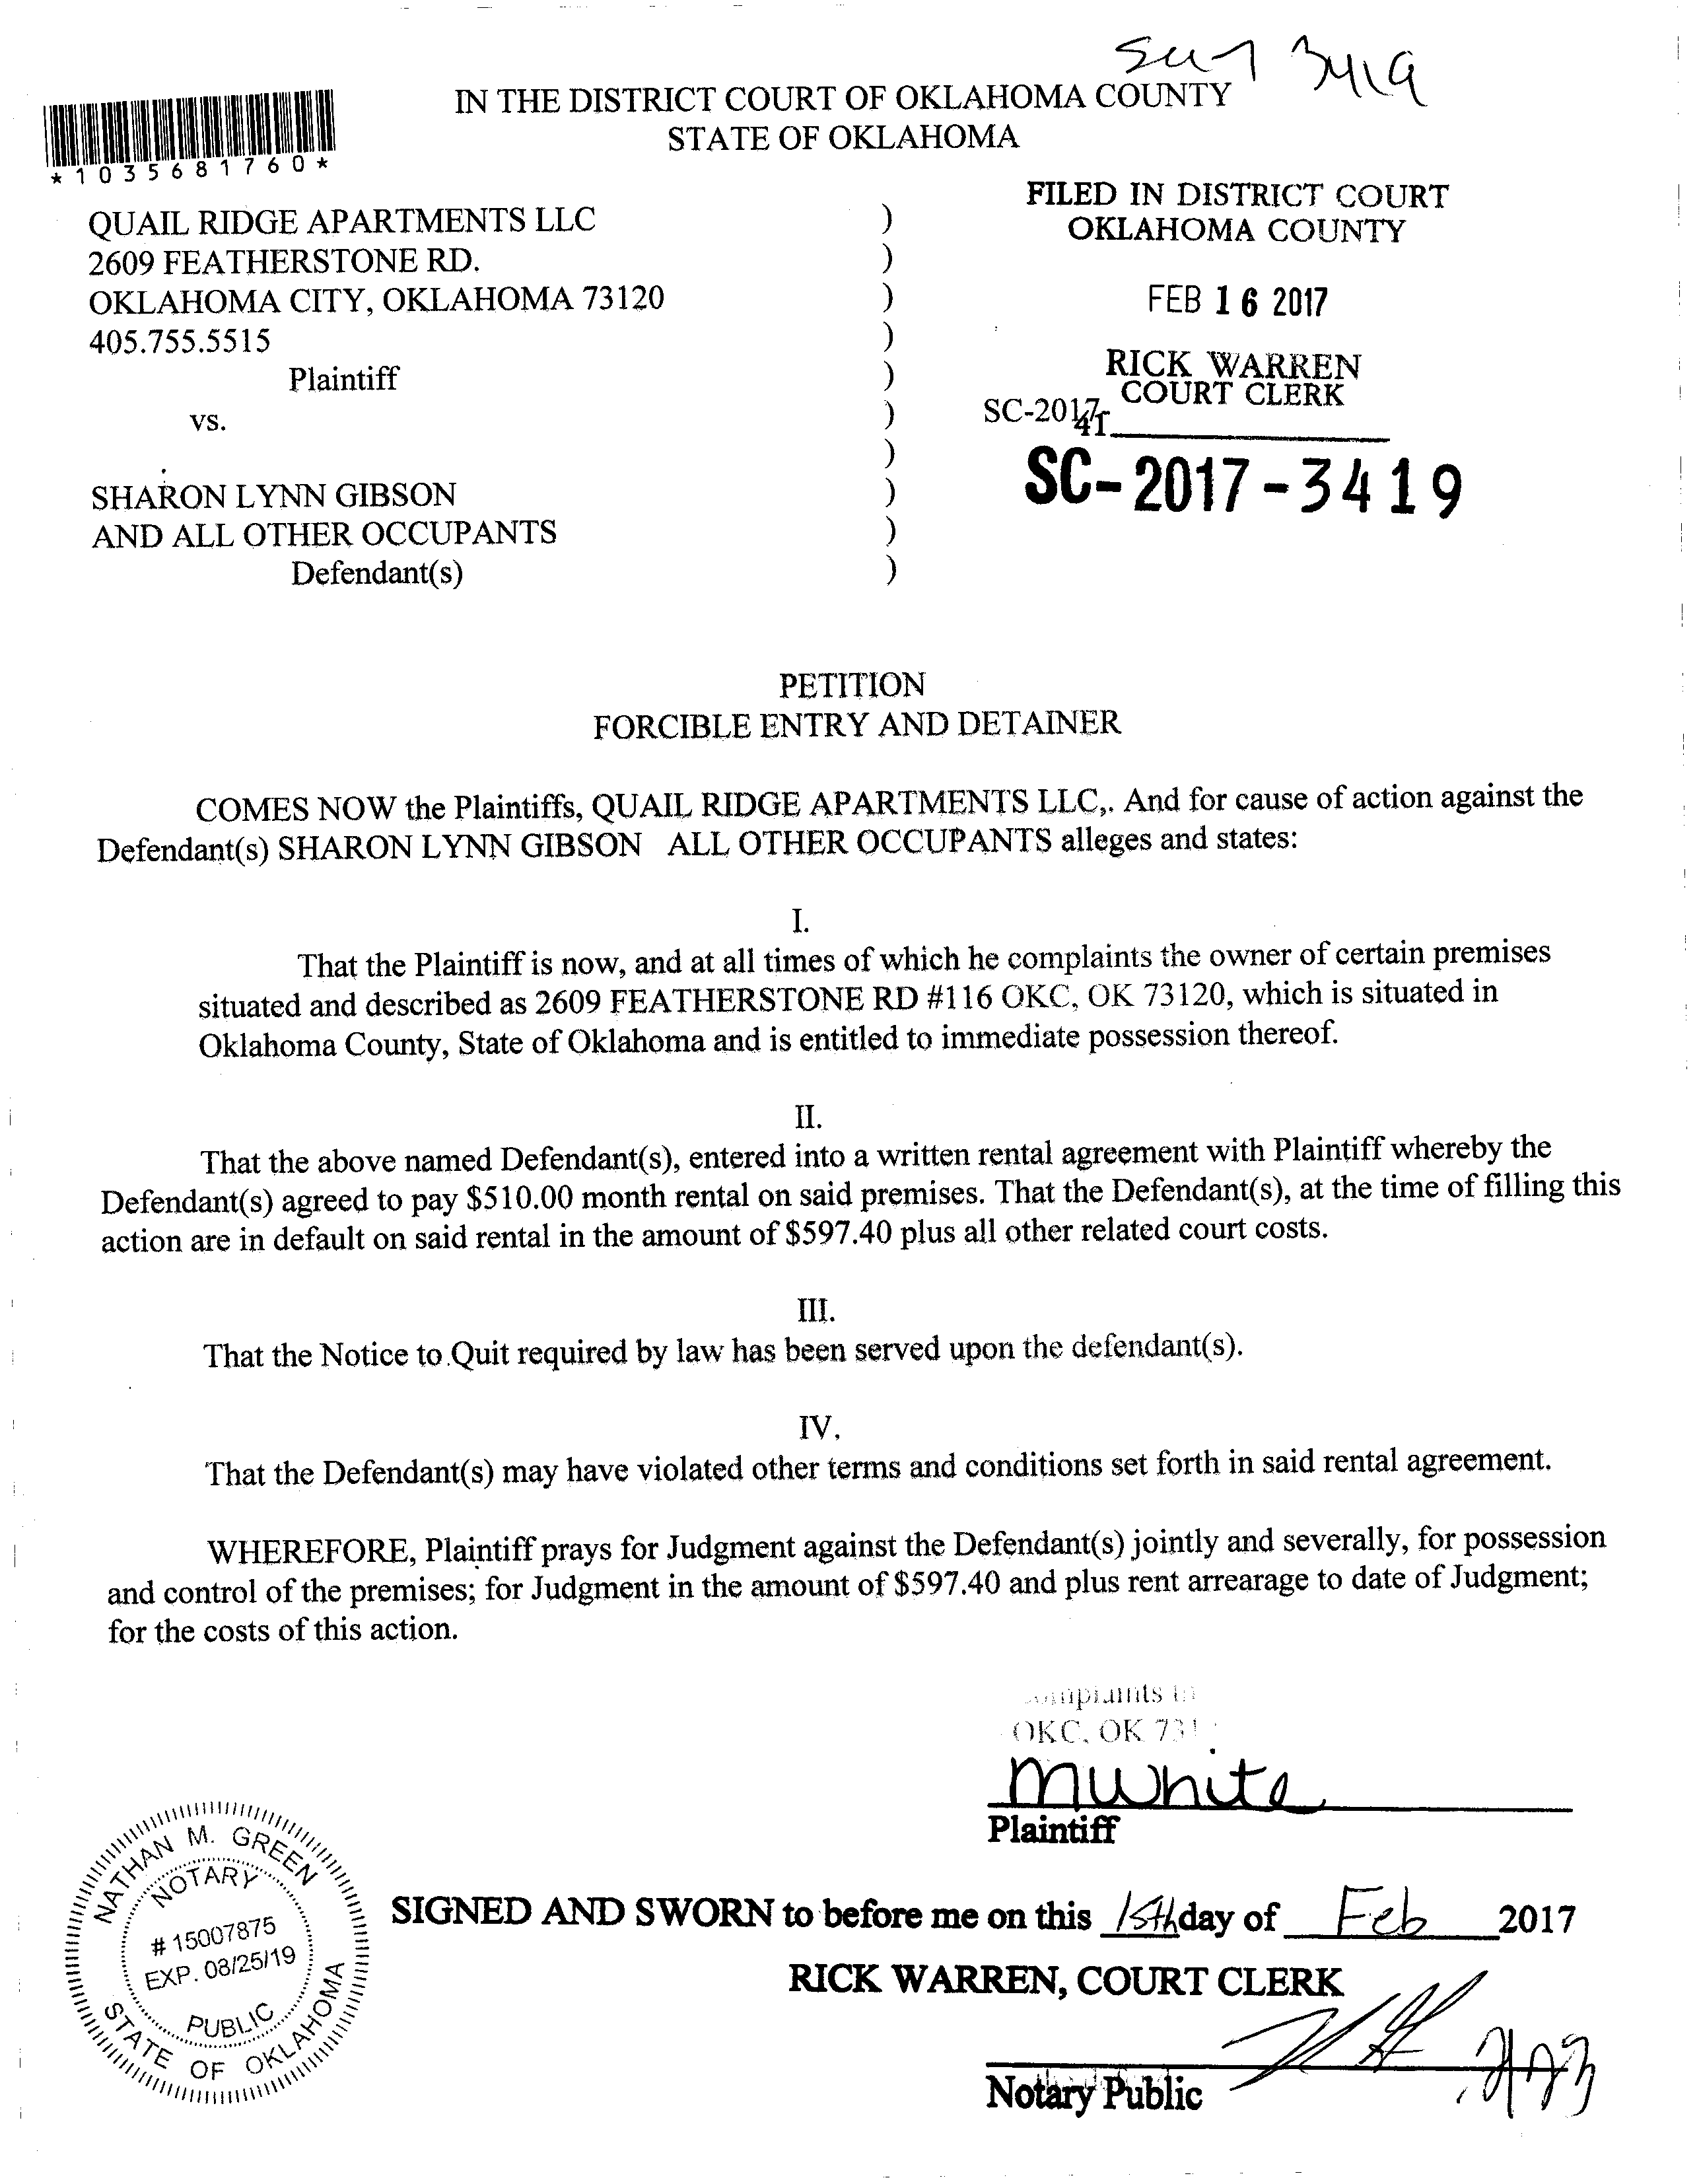 SC-17 3419
IN THE DISTRICT COURT OF OKLAHOMA COUNTY
STATE OF OKLAHOMA
*1035681760*
FILED IN DISTRICT COURT
OKLAHOMA COUNTY
FEB 16 2017
RICK WARREN
COURT CLERK
SC-2017-
41
SC-2017-3419
QUAIL RIDGE APARTMENTS LLC )
2609 FEATHERSTONE RD. )
OKLAHOMA CITY, OKLAHOMA 73120 )
405.755.5515 )
Plaintiff )
vs. )
)
SHARON LYNN GIBSON )
AND ALL OTHER OCCUPANTS )
Defendant(s) )
PETITION
FORCIBLE ENTRY AND DETAINER
COMES NOW the Plaintiffs, QUAIL RIDGE APARTMENTS LLC,. And for cause of action against the
Defendant(s) SHARON LYNN GIBSON ALL OTHER OCCUPANTS alleges and states:
I.
That the Plaintiff is now, and at all times of which he complaints the owner of certain premises
situated and described as 2609 FEATHERSTONE RD #116 OKC, OK 73120, which is situated in
Oklahoma County, State of Oklahoma and is entitled to immediate possession thereof.
II.
That the above named Defendant(s), entered into a written rental agreement with Plaintiff whereby the
Defendant(s) agreed to pay $510.00 month rental on said premises. That the Defendant(s), at the time of filling this
action are in default on said rental in the amount of $597.40 plus all other related court costs.
III.
That the Notice to Quit required by law has been served upon the defendant(s).
IV.
That the Defendant(s) may have violated other terms and conditions set forth in said rental agreement.
WHEREFORE, Plaintiff prays for Judgment against the Defendant(s) jointly and severally, for possession
and control of the premises; for Judgment in the amount of $597.40 and plus rent arrearage to date of Judgment;
for the costs of this action.
complaints
OKC, OK 731
MWhite
Plaintiff
SIGNED AND SWORN to before me on this 15th day of Feb 2017
RICK WARREN, COURT CLERK
Notary Public
NATHAN M. GREEN
NOTARY
# 15007875
EXP. 08/25/19
PUBLIC
STATE OF OKLAHOMA